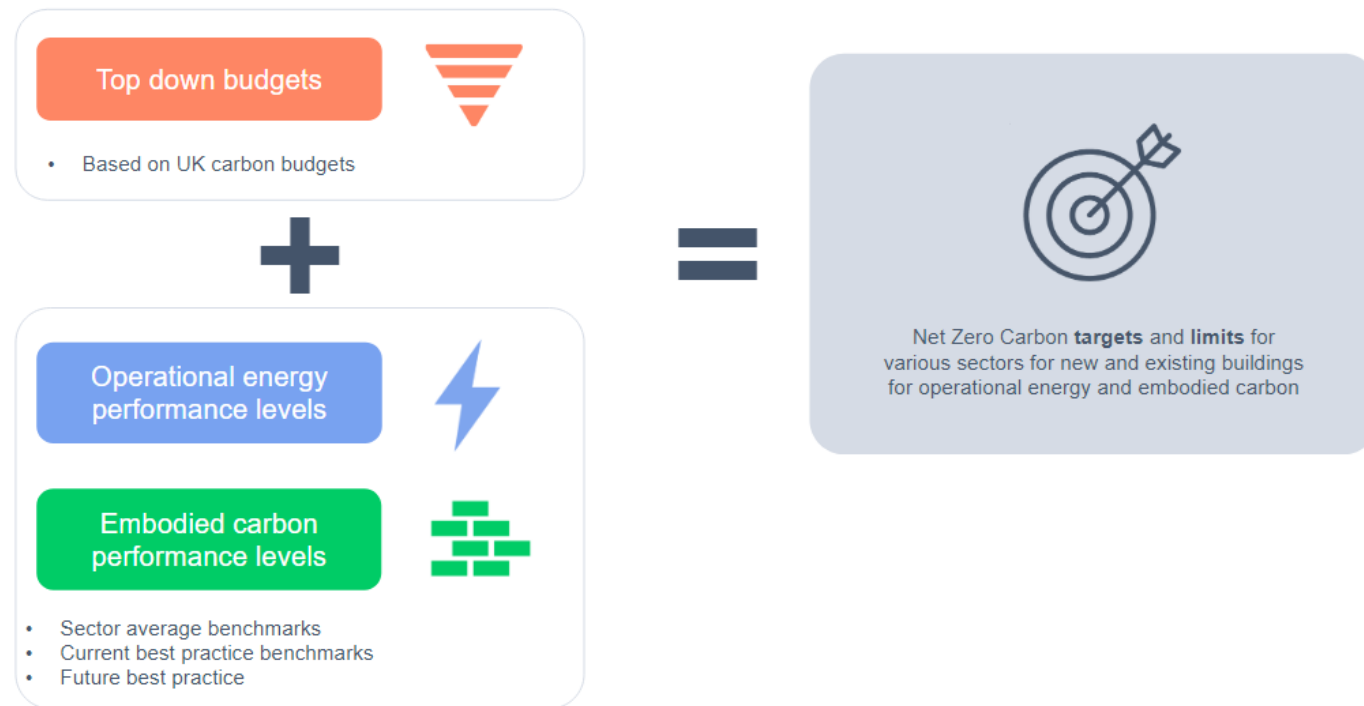 Top down budgets
• Based on UK carbon budgets
Operational energy
performance levels
Embodied carbon
performance levels
• Sector average benchmarks
• Current best practice benchmarks
• Future best practice
Net Zero Carbon targets and limits for
various sectors for new and existing buildings
for operational energy and embodied carbon